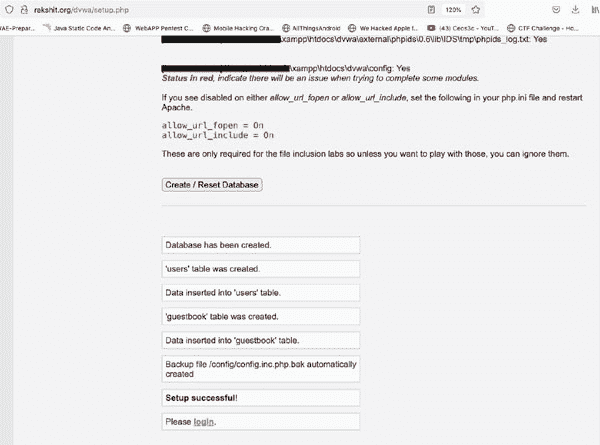 rekshit.org/dvwa/setup.php
120%
WAE-Prepar...
Java Static Code An...
WebAPP Pentest C...
Mobile Hacking Cra...
AllThingsAndroid
We Hacked Apple f...
(43) Cecs3c - YouT...
CTF Challenge - Ho...
\xampp\htdocs\dvwa\external\phpids\0.6\lib\IDS\tmp\phpids_log.txt: Yes
\xampp\htdocs\dvwa\config: Yes
Status in red, indicate there will be an issue when trying to complete some modules.
If you see disabled on either allow_url_fopen or allow_url_include, set the following in your php.ini file and restart
Apache.
allow_url_fopen = On
allow_url_include = On
These are only required for the file inclusion labs so unless you want to play with those, you can ignore them.
Create / Reset Database
Database has been created.
'users' table was created.
Data inserted into 'users' table.
'guestbook' table was created.
Data inserted into 'guestbook' table.
Backup file /config/config.inc.php.bak automatically
created
Setup successful!
Please login.